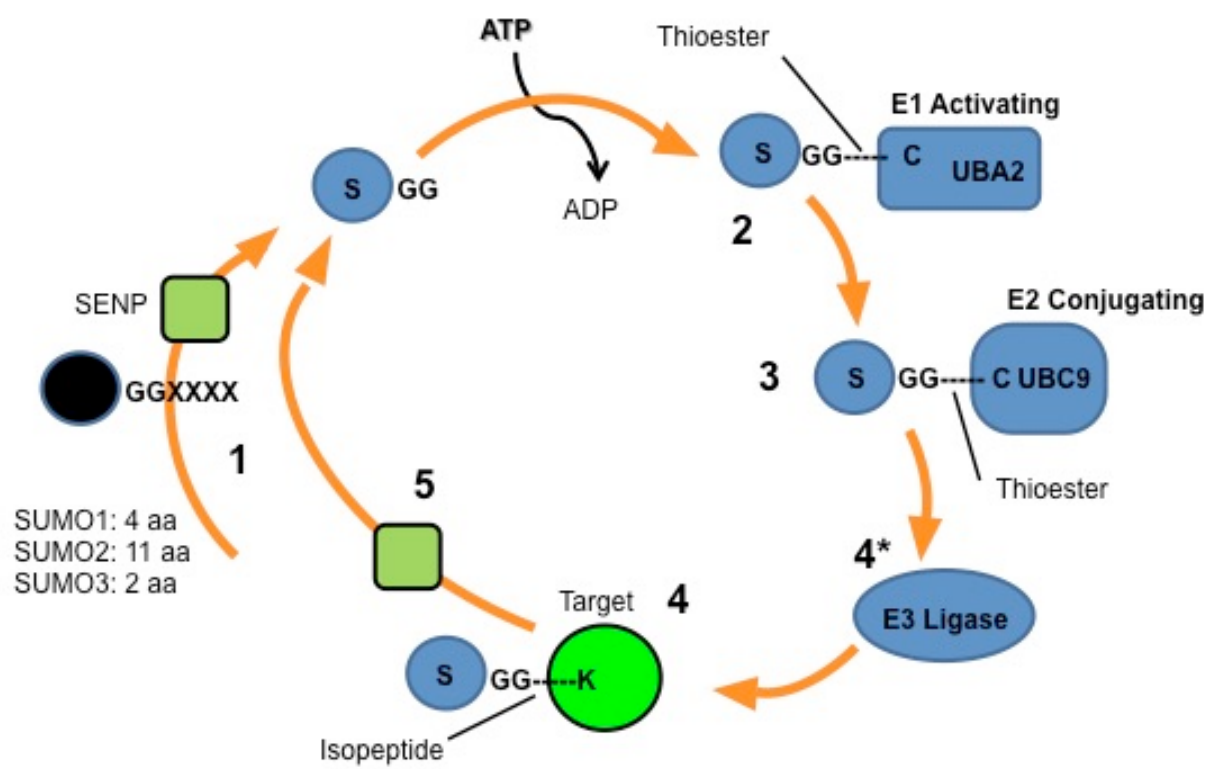 ATP
Thioester
E1 Activating
S GG C UBA2
S GG
ADP
2
SENP
E2 Conjugating
GGXXXX
3
S GG C UBC9
1
5
Thioester
SUMO1: 4 aa
SUMO2: 11 aa
SUMO3: 2 aa
4*
Target
4
E3 Ligase
S GG K
Isopeptide